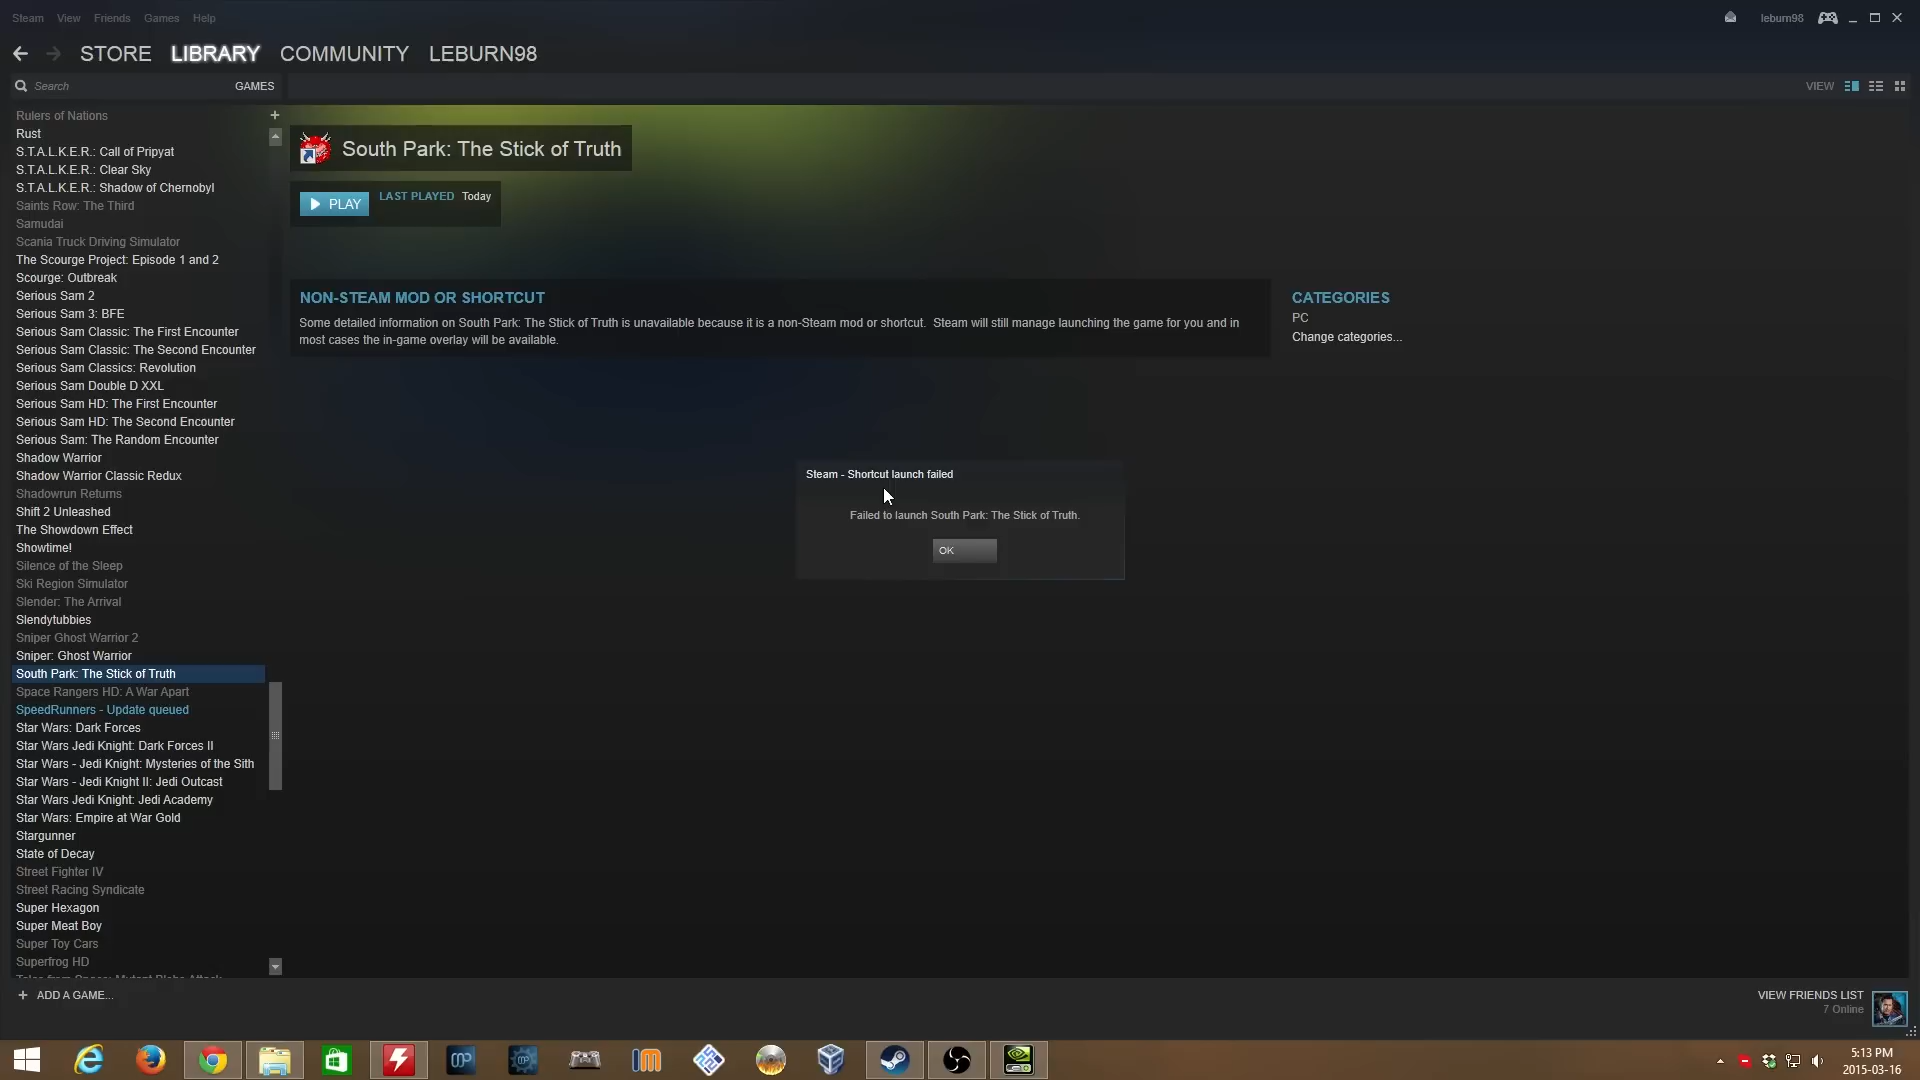 Steam View Friends Games Help
leburn98
STORE LIBRARY COMMUNITY LEBURN98
Search GAMES
VIEW
Rulers of Nations
Rust
S.T.A.L.K.E.R.: Call of Pripyat
S.T.A.L.K.E.R.: Clear Sky
S.T.A.L.K.E.R.: Shadow of Chernobyl
Saints Row: The Third
Samudai
Scania Truck Driving Simulator
The Scourge Project: Episode 1 and 2
Scourge: Outbreak
Serious Sam 2
Serious Sam 3: BFE
Serious Sam Classic: The First Encounter
Serious Sam Classic: The Second Encounter
Serious Sam Classics: Revolution
Serious Sam Double D XXL
Serious Sam HD: The First Encounter
Serious Sam HD: The Second Encounter
Serious Sam: The Random Encounter
Shadow Warrior
Shadow Warrior Classic Redux
Shadowrun Returns
Shift 2 Unleashed
The Showdown Effect
Showtime!
Silence of the Sleep
Ski Region Simulator
Slender: The Arrival
Slendytubbies
Sniper Ghost Warrior 2
Sniper: Ghost Warrior
South Park: The Stick of Truth
Space Rangers HD: A War Apart
SpeedRunners - Update queued
Star Wars: Dark Forces
Star Wars Jedi Knight: Dark Forces II
Star Wars - Jedi Knight: Mysteries of the Sith
Star Wars - Jedi Knight II: Jedi Outcast
Star Wars Jedi Knight: Jedi Academy
Star Wars: Empire at War Gold
Stargunner
State of Decay
Street Fighter IV
Street Racing Syndicate
Super Hexagon
Super Meat Boy
Super Toy Cars
Superfrog HD
South Park: The Stick of Truth
PLAY LAST PLAYED Today
NON-STEAM MOD OR SHORTCUT
Some detailed information on South Park: The Stick of Truth is unavailable because it is a non-Steam mod or shortcut. Steam will still manage launching the game for you and in
most cases the in-game overlay will be available.
CATEGORIES
PC
Change categories...
Steam - Shortcut launch failed
Failed to launch South Park: The Stick of Truth.
OK
ADD A GAME...
VIEW FRIENDS LIST
7 Online
5:13 PM
2015-03-16